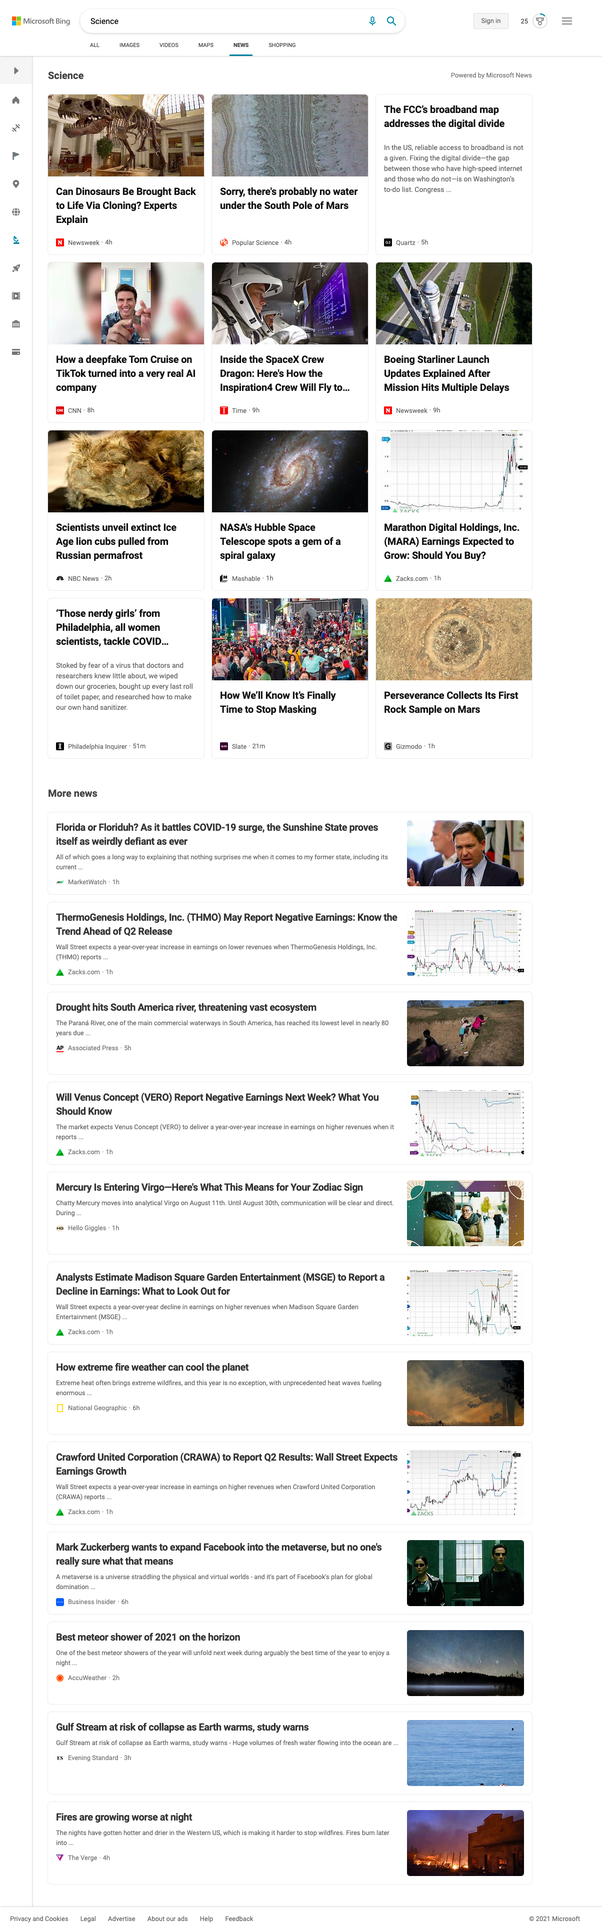 Microsoft Bing
Science
Sign in
25
ALL
IMAGES
VIDEOS
MAPS
NEWS
SHOPPING
Science
Powered by Microsoft News
Can Dinosaurs Be Brought Back
to Life Via Cloning? Experts
Explain
Newsweek · 4h
Sorry, there's probably no water
under the South Pole of Mars
Popular Science · 4h
The FCC's broadband map
addresses the digital divide
In the US, reliable access to broadband is not
a given. Fixing the digital divide—the gap
between those who have high-speed internet
and those who do not—is on Washington's
to-do list. Congress ...
Quartz · 5h
How a deepfake Tom Cruise on
TikTok turned into a very real AI
company
CNN · 8h
Inside the SpaceX Crew
Dragon: Here's How the
Inspiration4 Crew Will Fly to…
Time · 9h
Boeing Starliner Launch
Updates Explained After
Mission Hits Multiple Delays
Newsweek · 9h
Scientists unveil extinct Ice
Age lion cubs pulled from
Russian permafrost
NBC News · 2h
NASA's Hubble Space
Telescope spots a gem of a
spiral galaxy
Mashable · 1h
ZACKS
Marathon Digital Holdings, Inc.
(MARA) Earnings Expected to
Grow: Should You Buy?
Zacks.com · 1h
'Those nerdy girls' from
Philadelphia, all women
scientists, tackle COVID…
Stoked by fear of a virus that doctors and
researchers knew little about, we wiped
down our groceries, bought up every last roll
of toilet paper, and researched how to make
our own hand sanitizer.
Philadelphia Inquirer · 51m
How We'll Know It's Finally
Time to Stop Masking
Slate · 21m
Perseverance Collects Its First
Rock Sample on Mars
Gizmodo · 1h
More news
Florida or Floriduh? As it battles COVID-19 surge, the Sunshine State proves
itself as weirdly defiant as ever
All of which goes a long way to explaining that nothing surprises me when it comes to my former state, including its
current ...
MarketWatch · 1h
ThermoGenesis Holdings, Inc. (THMO) May Report Negative Earnings: Know the
Trend Ahead of Q2 Release
Wall Street expects a year-over-year increase in earnings on lower revenues when ThermoGenesis Holdings, Inc.
(THMO) reports ...
Zacks.com · 1h
Drought hits South America river, threatening vast ecosystem
The Paraná River, one of the main commercial waterways in South America, has reached its lowest level in nearly 80
years due ...
AP
Associated Press · 5h
Will Venus Concept (VERO) Report Negative Earnings Next Week? What You
Should Know
The market expects Venus Concept (VERO) to deliver a year-over-year increase in earnings on higher revenues when it
reports ...
Zacks.com · 1h
Mercury Is Entering Virgo—Here's What This Means for Your Zodiac Sign
Chatty Mercury moves into analytical Virgo on August 11th. Until August 30th, communication will be clear and direct.
During ...
HG
Hello Giggles · 1h
Analysts Estimate Madison Square Garden Entertainment (MSGE) to Report a
Decline in Earnings: What to Look Out for
Wall Street expects a year-over-year decline in earnings on higher revenues when Madison Square Garden
Entertainment (MSGE) ...
Zacks.com · 1h
How extreme fire weather can cool the planet
Extreme heat often brings extreme wildfires, and this year is no exception, with unprecedented heat waves fueling
enormous ...
National Geographic · 6h
Crawford United Corporation (CRAWA) to Report Q2 Results: Wall Street Expects
Earnings Growth
Wall Street expects a year-over-year increase in earnings on higher revenues when Crawford United Corporation
(CRAWA) reports ...
Zacks.com · 1h
ZACKS
Mark Zuckerberg wants to expand Facebook into the metaverse, but no one's
really sure what that means
A metaverse is a universe straddling the physical and virtual worlds - and it's part of Facebook's plan for global
domination ...
Business Insider · 6h
Best meteor shower of 2021 on the horizon
One of the best meteor showers of the year will unfold next week during arguably the best time of the year to enjoy a
night ...
AccuWeather · 2h
Gulf Stream at risk of collapse as Earth warms, study warns
Gulf Stream at risk of collapse as Earth warms, study warns - Huge volumes of fresh water flowing into the ocean are ...
ES
Evening Standard · 3h
Fires are growing worse at night
The nights have gotten hotter and drier in the Western US, which is making it harder to stop wildfires. Fires burn later
into ...
The Verge · 4h
Privacy and Cookies
Legal
Advertise
About our ads
Help
Feedback
© 2021 Microsoft